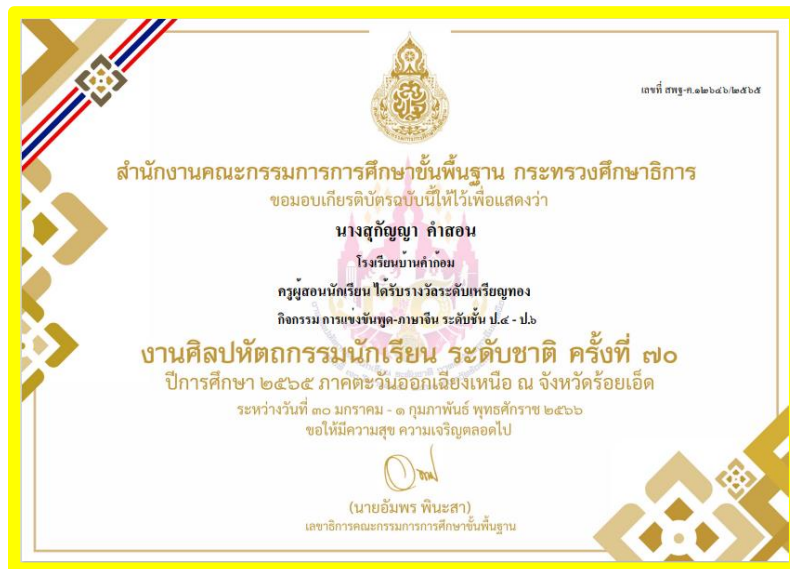 เลขที่ สพฐ-ค.๑๒๖๔๖/๒๕๖๕
สำนักงานคณะกรรมการการศึกษาขั้นพื้นฐาน กระทรวงศึกษาธิการ
ขอมอบเกียรติบัตรฉบับนี้ให้ไว้เพื่อแสดงว่า
นางสุกัญญา คำสอน
โรงเรียนบ้านคำก้อม
ครูผู้สอนนักเรียน ได้รับรางวัลระดับเหรียญทอง
กิจกรรม การแข่งขันพูด-ภาษาจีน ระดับชั้น ป.๔ - ป.๖
งานศิลปหัตถกรรมนักเรียน ระดับชาติ ครั้งที่ ๗๐
ปีการศึกษา ๒๕๖๕ ภาคตะวันออกเฉียงเหนือ ณ จังหวัดร้อยเอ็ด
ระหว่างวันที่ ๓๐ มกราคม - ๑ กุมภาพันธ์ พุทธศักราช ๒๕๖๖
ขอให้มีความสุข ความเจริญตลอดไป
(นายอัมพร พินะสา)
เลขาธิการคณะกรรมการการศึกษาขั้นพื้นฐาน